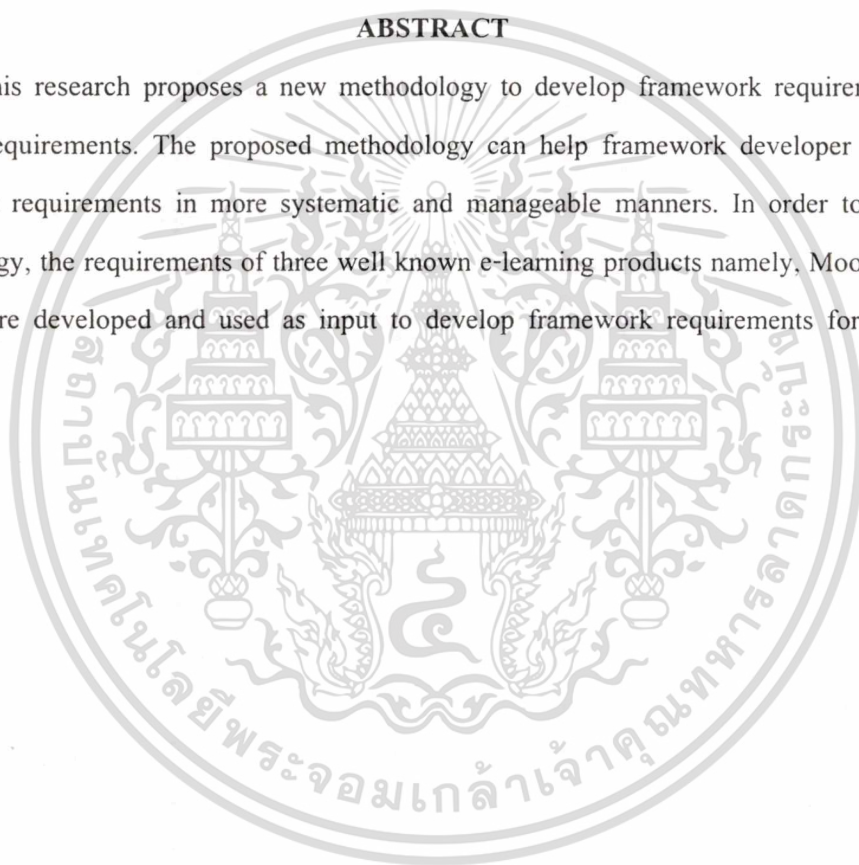 ABSTRACT
his research proposes a new methodology to develop framework requirem
equirements. The proposed methodology can help framework developer
requirements in more systematic and manageable manners. In order to
gy, the requirements of three well known e-learning products namely, Moo
re developed and used as input to develop framework requirements for
สถาบันเทคโนโลยีพระจอมเกล้าเจ้าคุณทหารลาดกระบัง